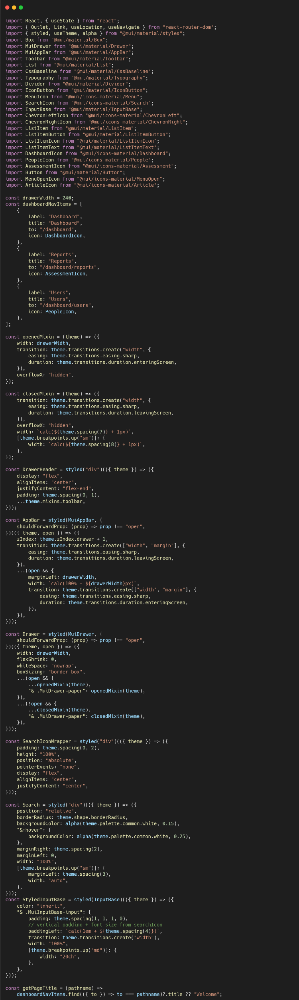 import React, { useState } from "react";
import { Outlet, Link, useLocation, useNavigate } from "react-router-dom";
import { styled, useTheme, alpha } from "@mui/material/styles";
import Box from "@mui/material/Box";
import MuiDrawer from "@mui/material/Drawer";
import MuiAppBar from "@mui/material/AppBar";
import Toolbar from "@mui/material/Toolbar";
import List from "@mui/material/List";
import CssBaseline from "@mui/material/CssBaseline";
import Typography from "@mui/material/Typography";
import Divider from "@mui/material/Divider";
import IconButton from "@mui/material/IconButton";
import MenuIcon from "@mui/icons-material/Menu";
import SearchIcon from "@mui/icons-material/Search";
import InputBase from "@mui/material/InputBase";
import ChevronLeftIcon from "@mui/icons-material/ChevronLeft";
import ChevronRightIcon from "@mui/icons-material/ChevronRight";
import ListItem from "@mui/material/ListItem";
import ListItemButton from "@mui/material/ListItemButton";
import ListItemIcon from "@mui/material/ListItemIcon";
import ListItemText from "@mui/material/ListItemText";
import DashboardIcon from "@mui/icons-material/Dashboard";
import PeopleIcon from "@mui/icons-material/People";
import AssessmentIcon from "@mui/icons-material/Assessment";
import Button from "@mui/material/Button";
import MenuOpenIcon from "@mui/icons-material/MenuOpen";
import ArticleIcon from "@mui/icons-material/Article";

const drawerWidth = 240;
const dashboardNavItems = [
    {
        label: "Dashboard",
        title: "Dashboard",
        to: "/dashboard",
        icon: DashboardIcon,
    },
    {
        label: "Reports",
        title: "Reports",
        to: "/dashboard/reports",
        icon: AssessmentIcon,
    },
    {
        label: "Users",
        title: "Users",
        to: "/dashboard/users",
        icon: PeopleIcon,
    },
];

const openedMixin = (theme) => ({
    width: drawerWidth,
    transition: theme.transitions.create("width", {
        easing: theme.transitions.easing.sharp,
        duration: theme.transitions.duration.enteringScreen,
    }),
    overflowX: "hidden",
});

const closedMixin = (theme) => ({
    transition: theme.transitions.create("width", {
        easing: theme.transitions.easing.sharp,
        duration: theme.transitions.duration.leavingScreen,
    }),
    overflowX: "hidden",
    width: `calc(${theme.spacing(7)} + 1px)`,
    [theme.breakpoints.up("sm")]: {
        width: `calc(${theme.spacing(8)} + 1px)`,
    },
});

const DrawerHeader = styled("div")(({ theme }) => ({
    display: "flex",
    alignItems: "center",
    justifyContent: "flex-end",
    padding: theme.spacing(0, 1),
    ...theme.mixins.toolbar,
}));

const AppBar = styled(MuiAppBar, {
    shouldForwardProp: (prop) => prop !== "open",
})(({ theme, open }) => ({
    zIndex: theme.zIndex.drawer + 1,
    transition: theme.transitions.create(["width", "margin"], {
        easing: theme.transitions.easing.sharp,
        duration: theme.transitions.duration.leavingScreen,
    }),
    ...(open && {
        marginLeft: drawerWidth,
        width: `calc(100% - ${drawerWidth}px)`,
        transition: theme.transitions.create(["width", "margin"], {
            easing: theme.transitions.easing.sharp,
            duration: theme.transitions.duration.enteringScreen,
        }),
    }),
}));

const Drawer = styled(MuiDrawer, {
    shouldForwardProp: (prop) => prop !== "open",
})(({ theme, open }) => ({
    width: drawerWidth,
    flexShrink: 0,
    whiteSpace: "nowrap",
    boxSizing: "border-box",
    ...(open && {
        ...openedMixin(theme),
        "& .MuiDrawer-paper": openedMixin(theme),
    }),
    ...(!open && {
        ...closedMixin(theme),
        "& .MuiDrawer-paper": closedMixin(theme),
    }),
}));

const SearchIconWrapper = styled("div")(({ theme }) => ({
    padding: theme.spacing(0, 2),
    height: "100%",
    position: "absolute",
    pointerEvents: "none",
    display: "flex",
    alignItems: "center",
    justifyContent: "center",
}));

const Search = styled("div")(({ theme }) => ({
    position: "relative",
    borderRadius: theme.shape.borderRadius,
    backgroundColor: alpha(theme.palette.common.white, 0.15),
    "&:hover": {
        backgroundColor: alpha(theme.palette.common.white, 0.25),
    },
    marginRight: theme.spacing(2),
    marginLeft: 0,
    width: "100%",
    [theme.breakpoints.up("sm")]: {
        marginLeft: theme.spacing(3),
        width: "auto",
    },
}));
const StyledInputBase = styled(InputBase)(({ theme }) => ({
    color: "inherit",
    "& .MuiInputBase-input": {
        padding: theme.spacing(1, 1, 1, 0),
        // vertical padding + font size from searchIcon
        paddingLeft: `calc(1em + ${theme.spacing(4)})`,
        transition: theme.transitions.create("width"),
        width: "100%",
        [theme.breakpoints.up("md")]: {
            width: "20ch",
        },
    },
}));

const getPageTitle = (pathname) =>
    dashboardNavItems.find(({ to }) => to === pathname)?.title ?? "Welcome";